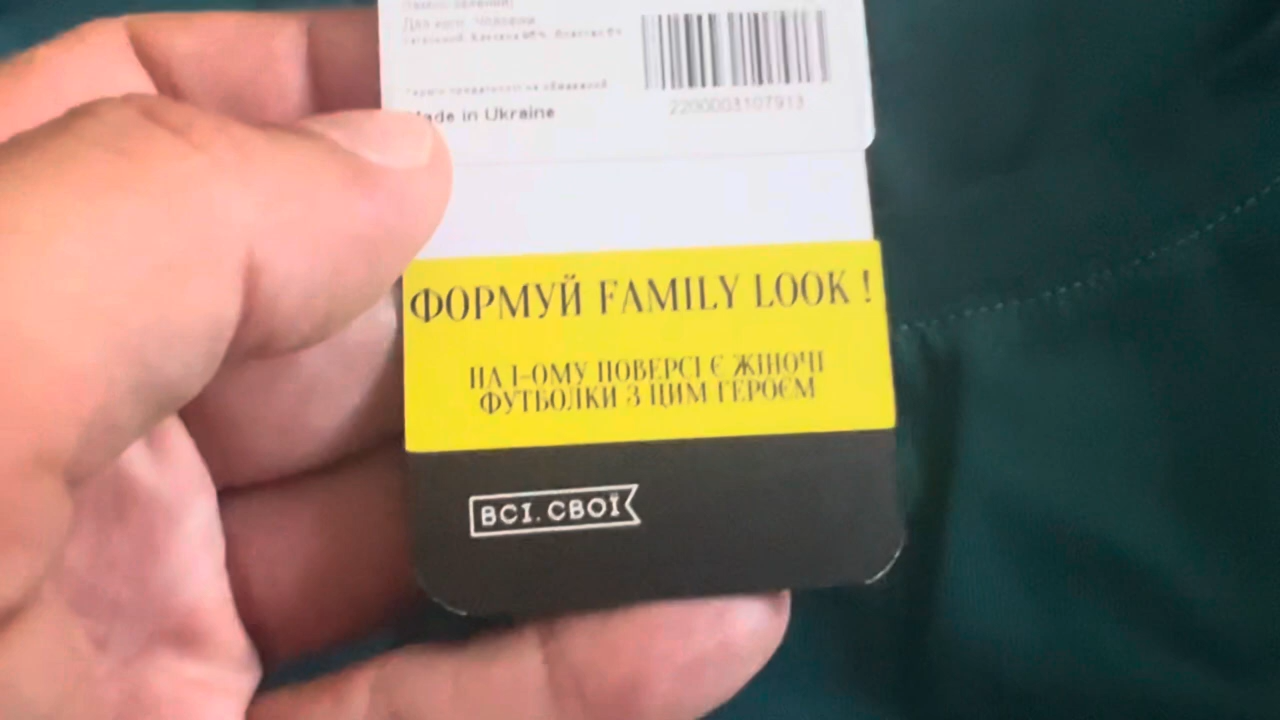 Для кого: Чоловіки
Made in Ukraine
2200003107913
ФОРМУЙ FAMILY LOOK !
НА 1-ОМУ ПОВЕРСІ Є ЖІНОЧІ
ФУТБОЛКИ З ЦИМ ГЕРОЄМ
ВСІ. СВОЇ